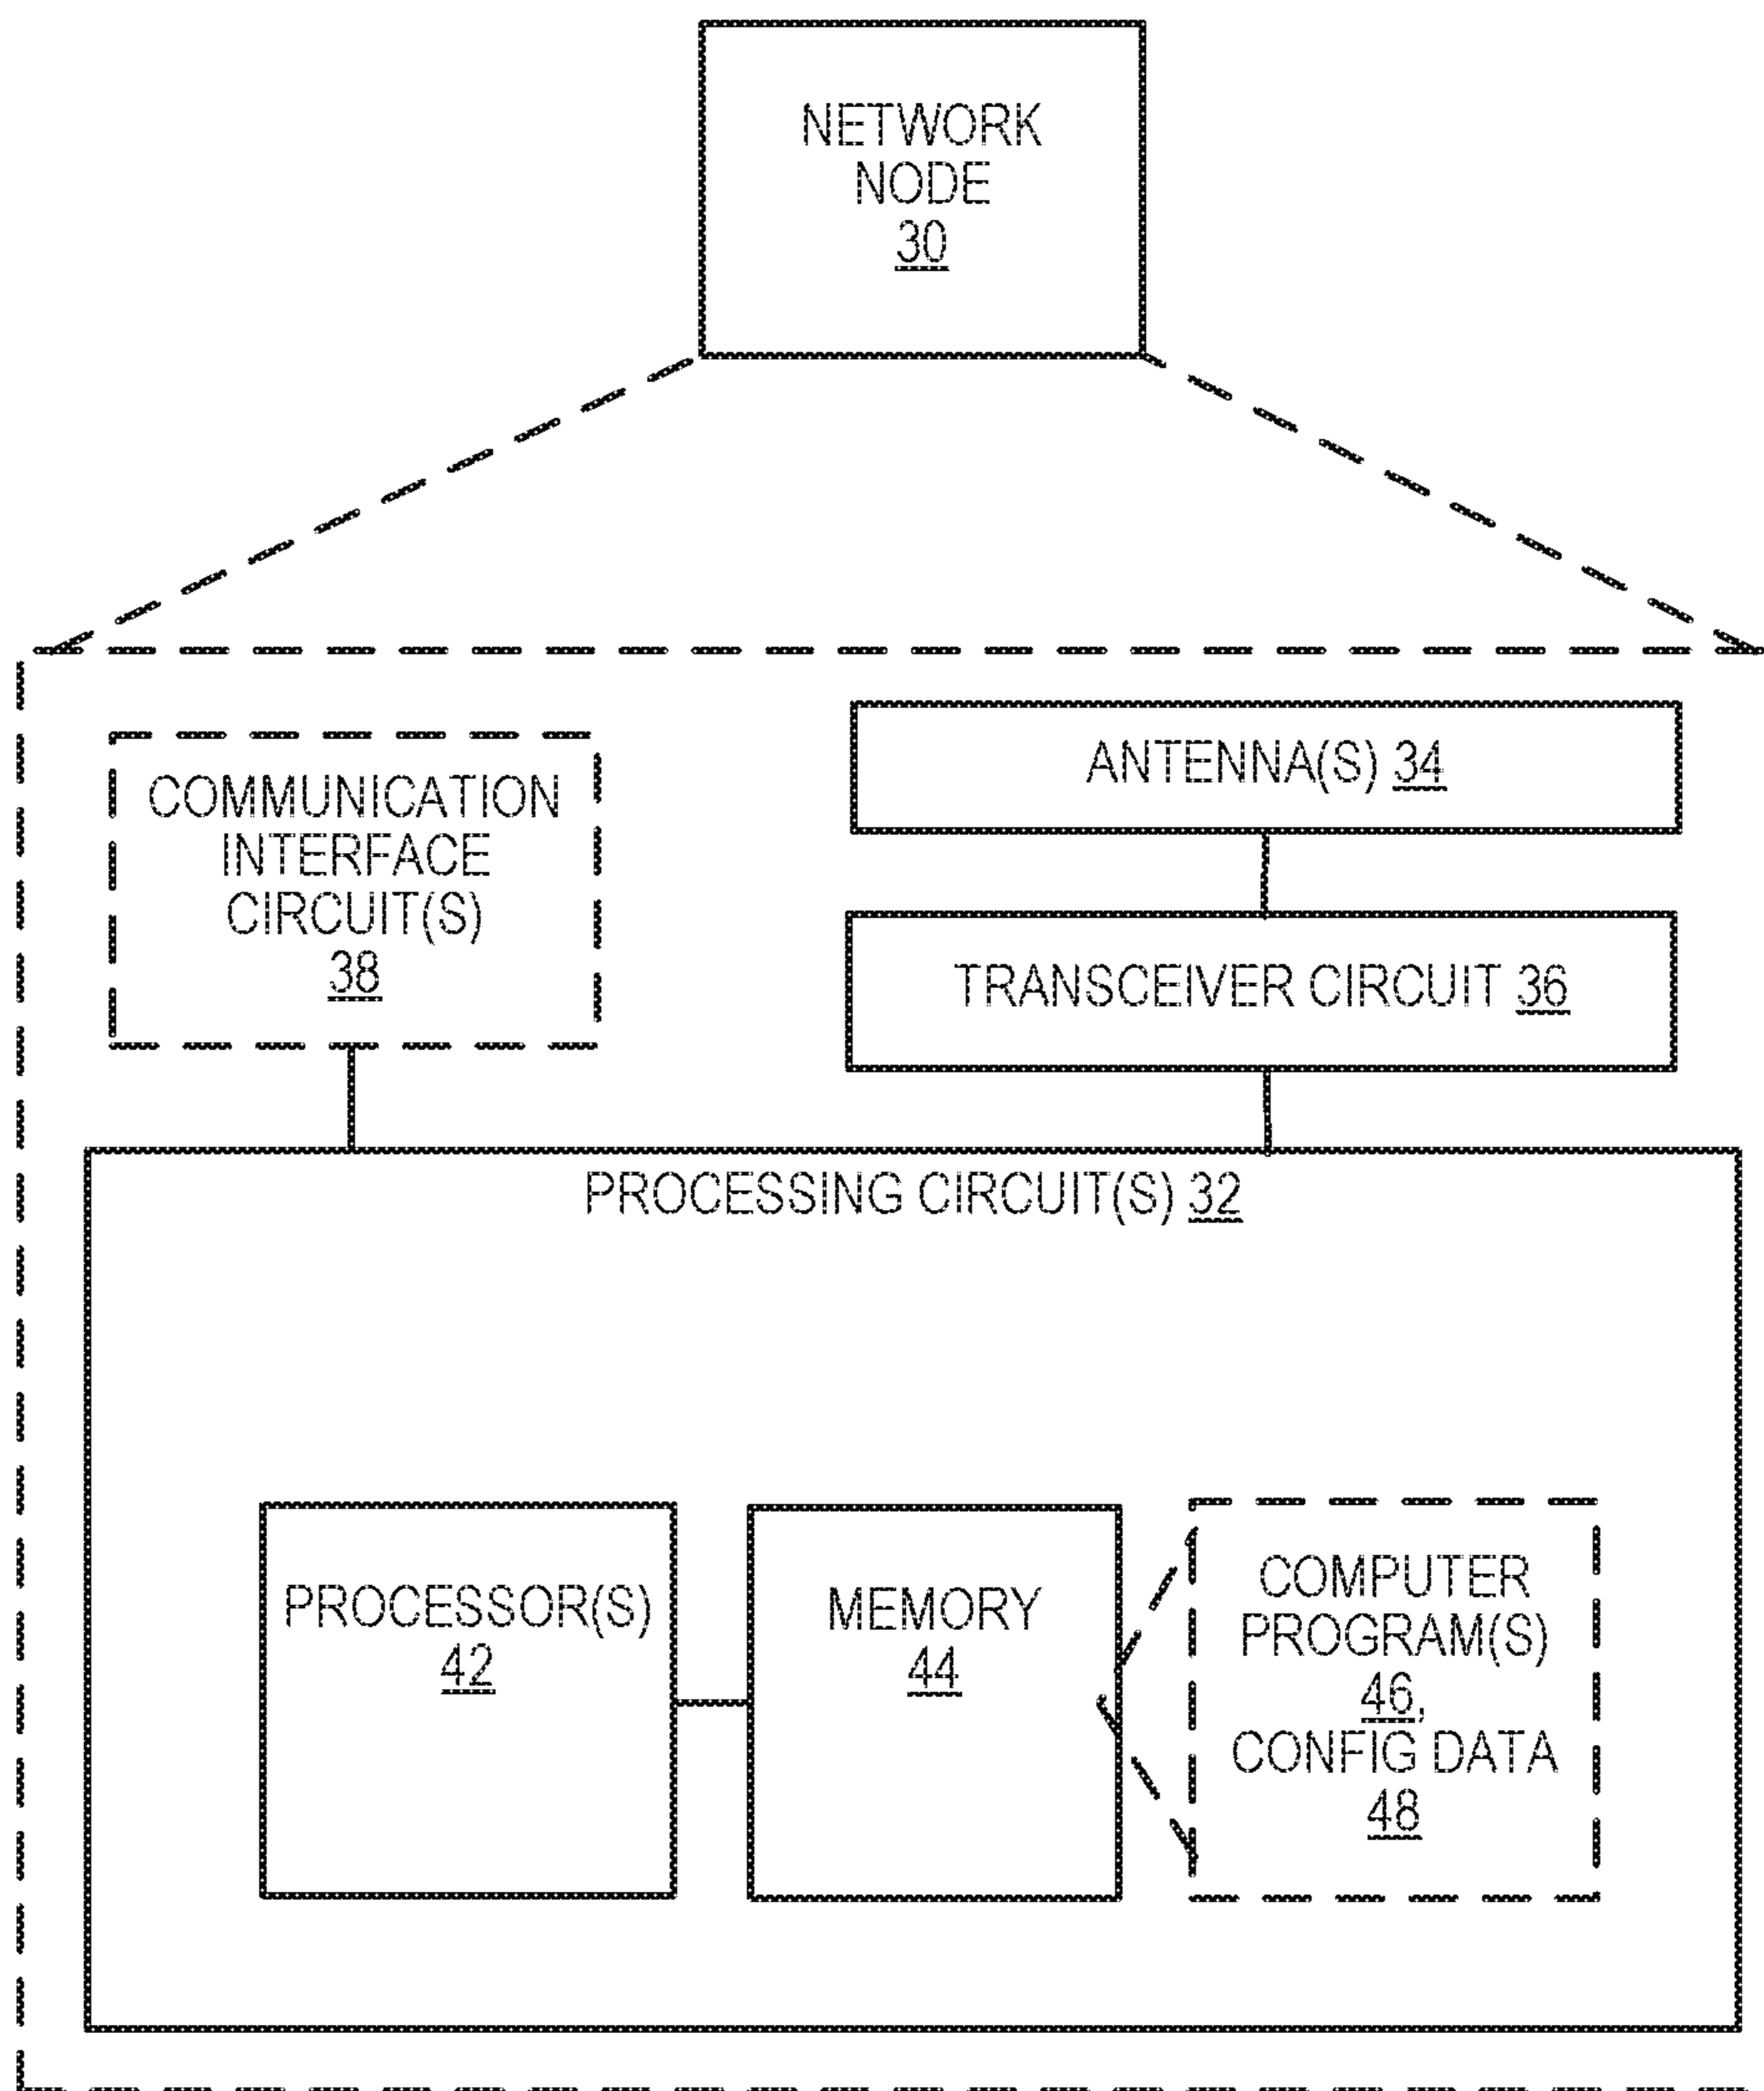 NETWORK
NODE
30
ANTENNA(S) 34
COMMUNICATION
INTERFACE
CIRCUIT(S)
38
TRANSCEIVER CIRCUIT 36
PROCESSING CIRCUIT(S) 32
PROCESSOR(S)
42
MEMORY
44
COMPUTER
PROGRAM(S)
46,
CONFIG DATA
48